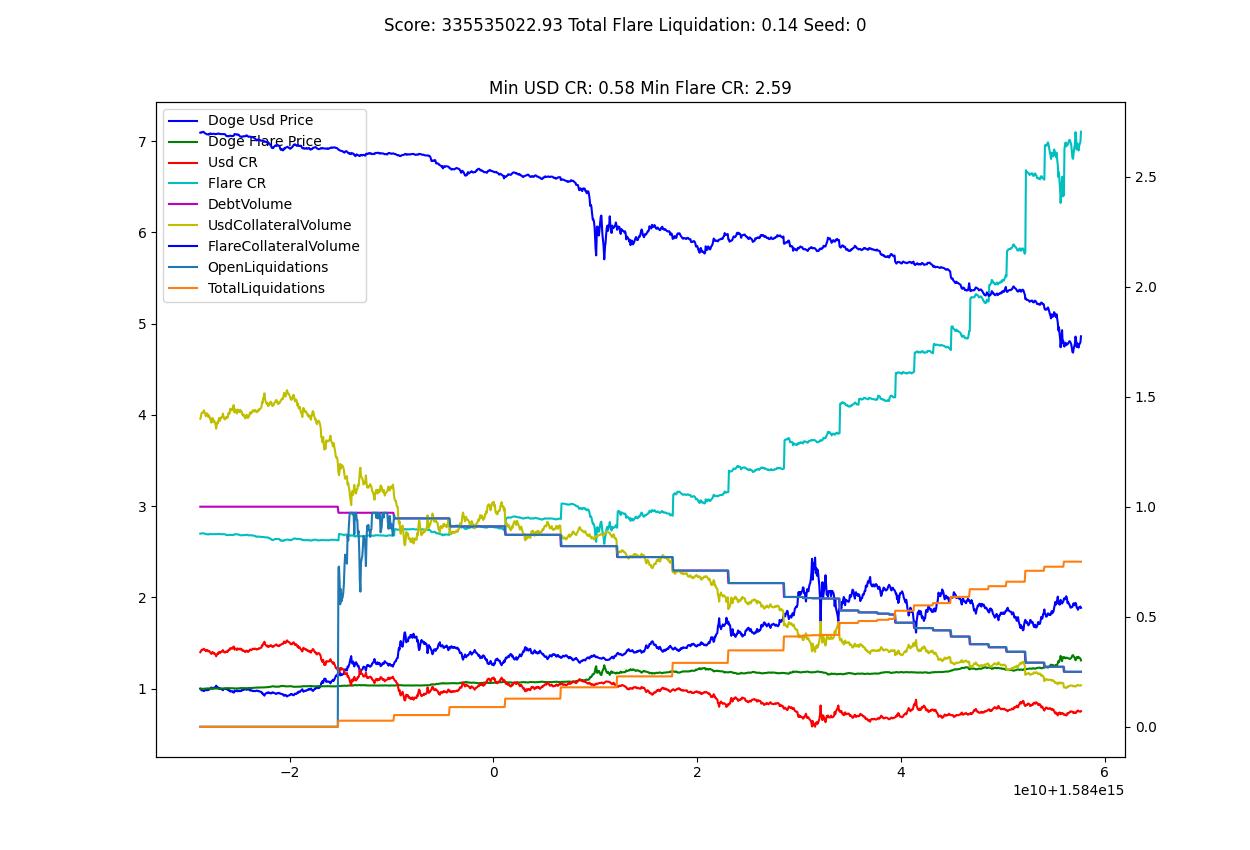 Score: 335535022.93 Total Flare Liquidation: 0.14 Seed: 0
Min USD CR: 0.58 Min Flare CR: 2.59
Doge Usd Price
Doge Flare Price
Usd CR
Flare CR
DebtVolume
UsdCollateralVolume
FlareCollateralVolume
OpenLiquidations
TotalLiquidations
7
6
5
4
3
2
1
2.5
2.0
1.5
1.0
0.5
0.0
−2
0
2
4
6
1e10+1.584e15